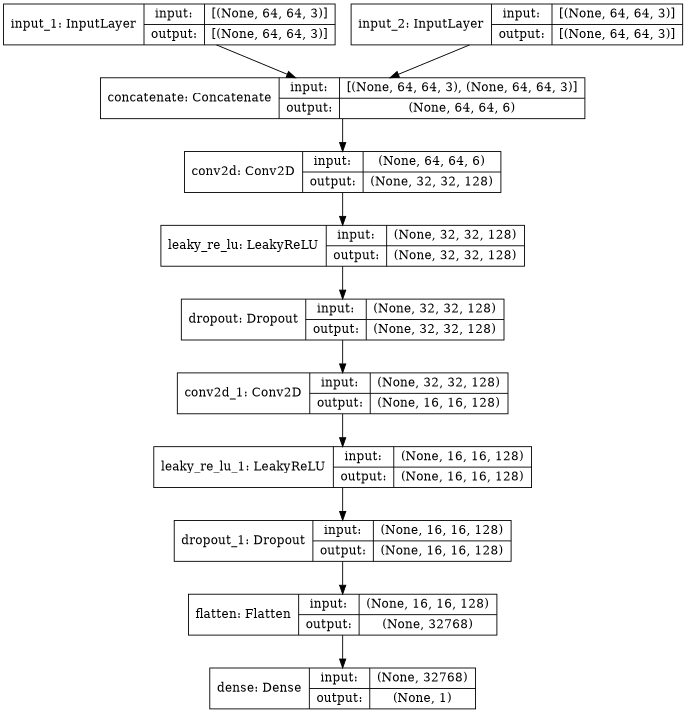 input_1: InputLayer
input: [(None, 64, 64, 3)]
output: [(None, 64, 64, 3)]
input_2: InputLayer
input: [(None, 64, 64, 3)]
output: [(None, 64, 64, 3)]
concatenate: Concatenate
input: [(None, 64, 64, 3), (None, 64, 64, 3)]
output: (None, 64, 64, 6)
conv2d: Conv2D
input: (None, 64, 64, 6)
output: (None, 32, 32, 128)
leaky_re_lu: LeakyReLU
input: (None, 32, 32, 128)
output: (None, 32, 32, 128)
dropout: Dropout
input: (None, 32, 32, 128)
output: (None, 32, 32, 128)
conv2d_1: Conv2D
input: (None, 32, 32, 128)
output: (None, 16, 16, 128)
leaky_re_lu_1: LeakyReLU
input: (None, 16, 16, 128)
output: (None, 16, 16, 128)
dropout_1: Dropout
input: (None, 16, 16, 128)
output: (None, 16, 16, 128)
flatten: Flatten
input: (None, 16, 16, 128)
output: (None, 32768)
dense: Dense
input: (None, 32768)
output: (None, 1)